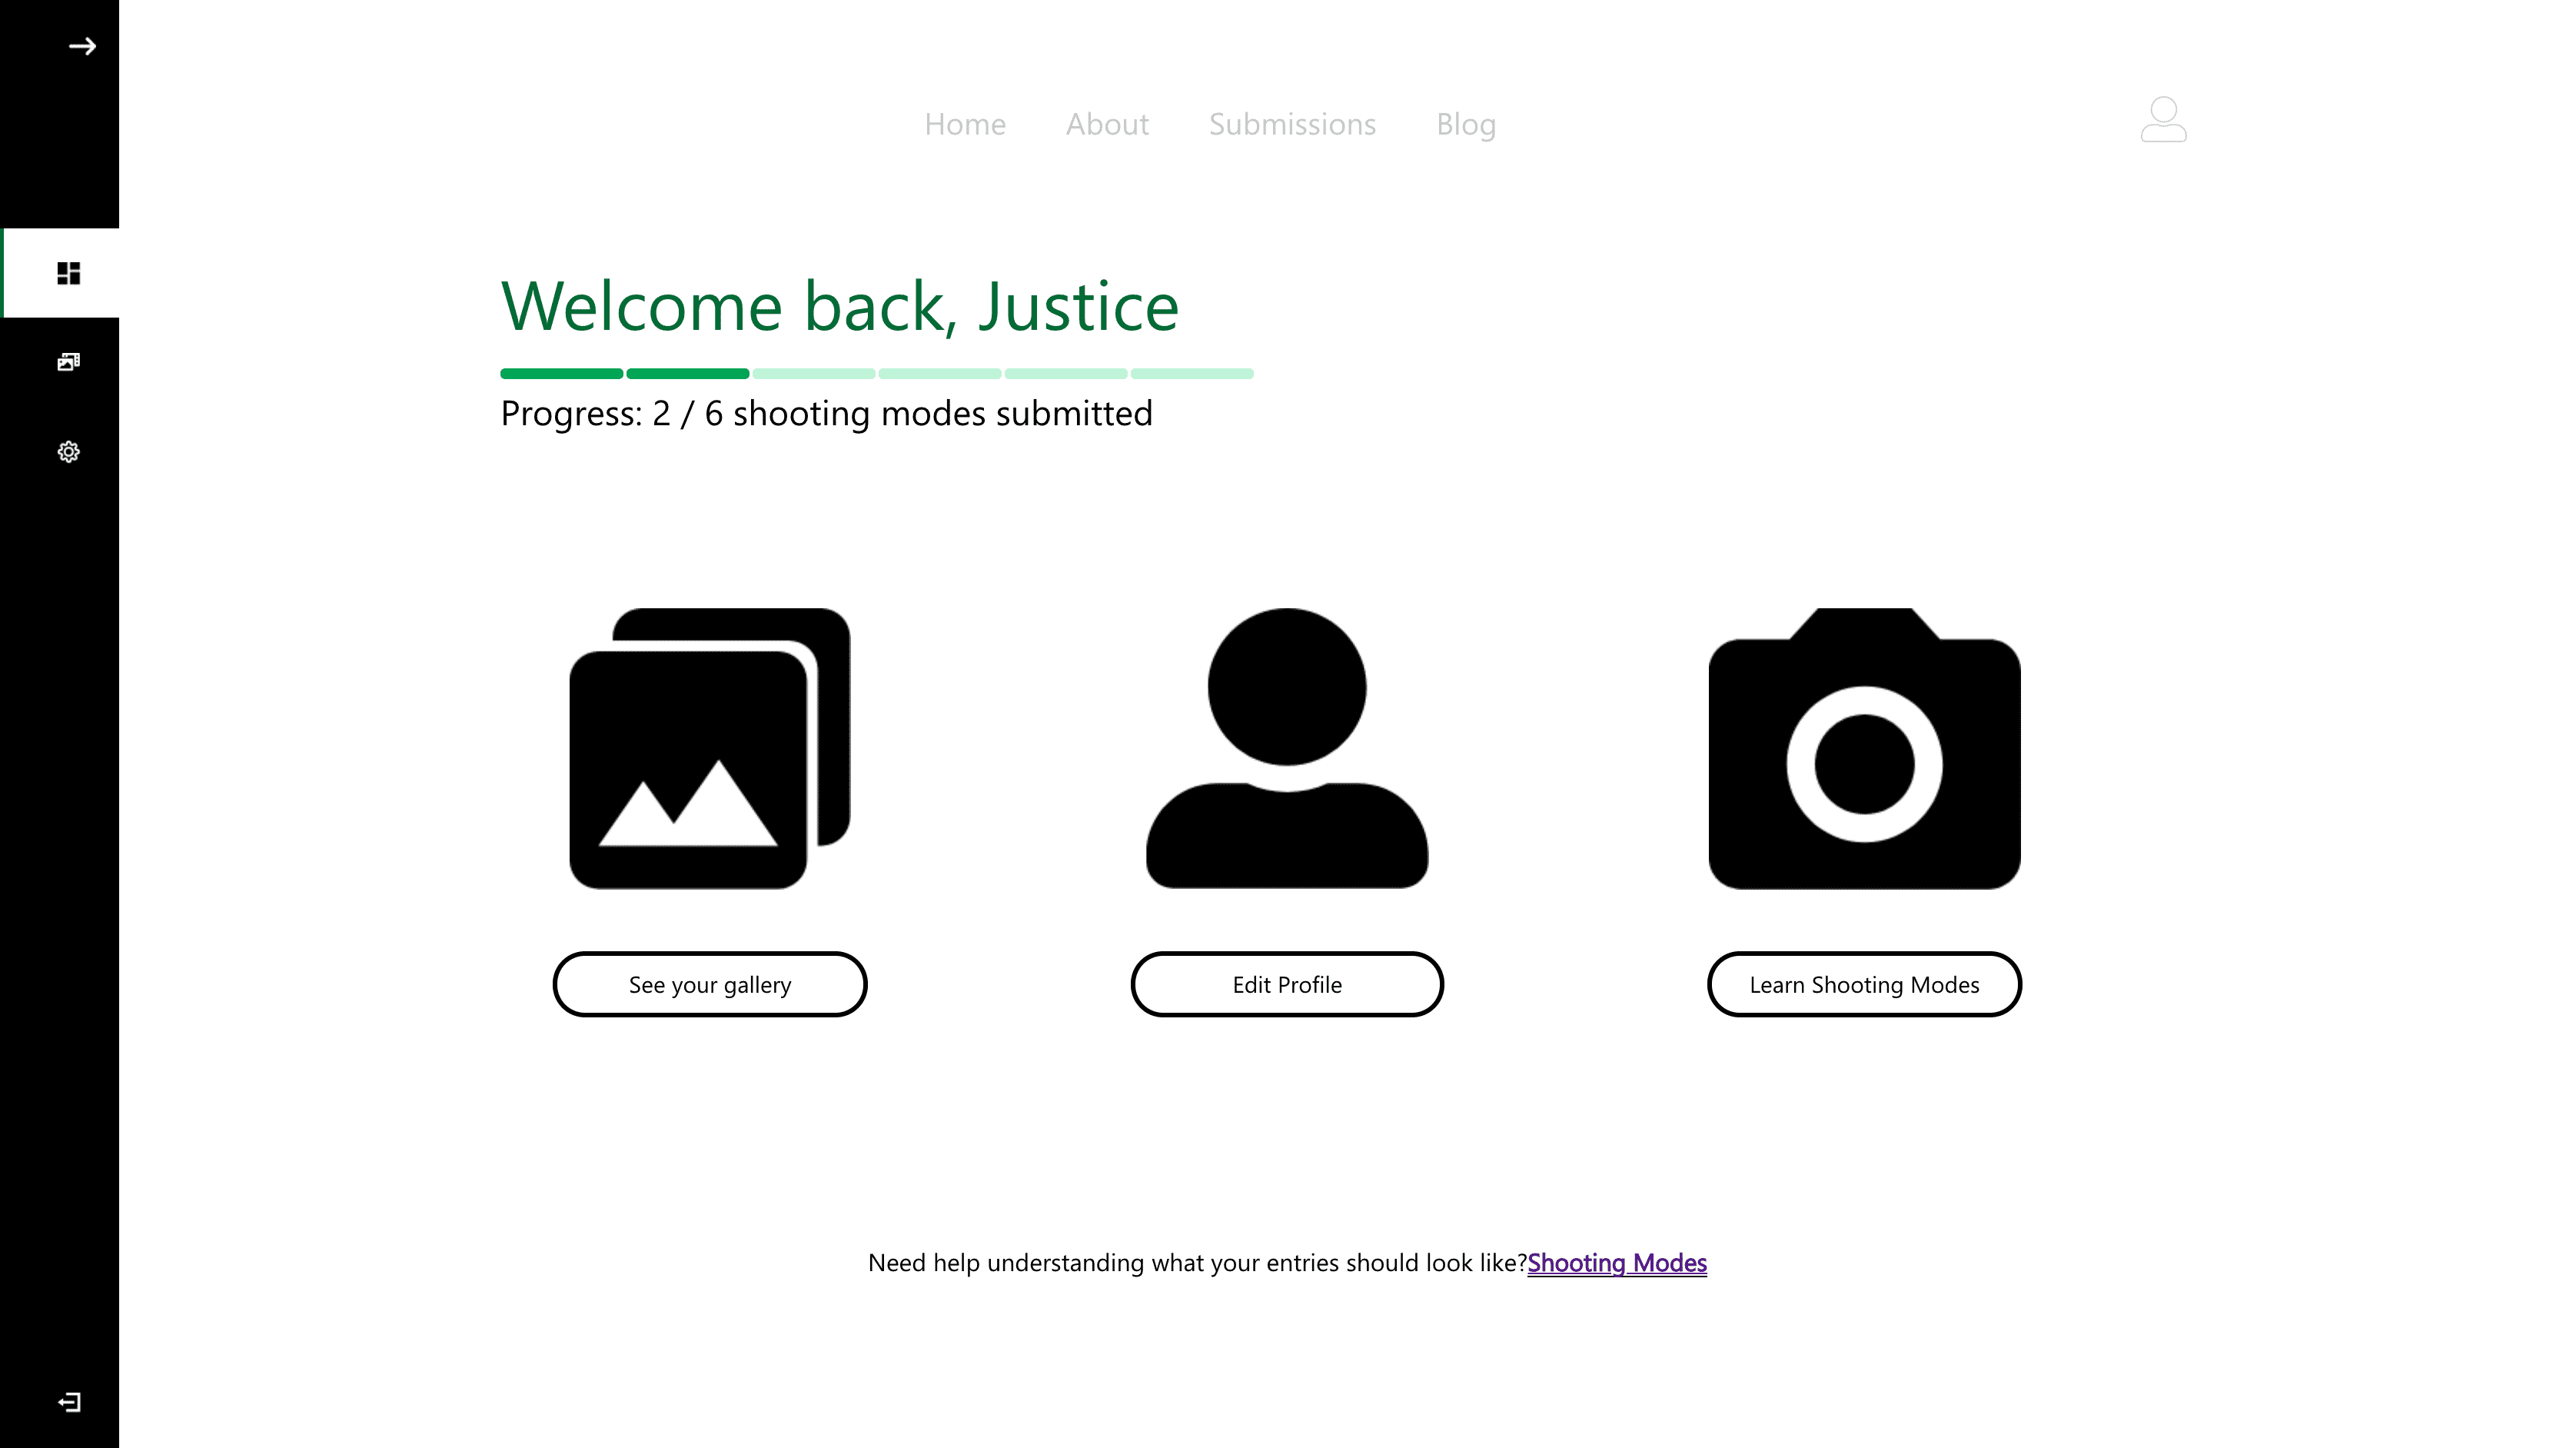 Home About Submissions Blog
Welcome back, Justice
Progress: 2 / 6 shooting modes submitted
See your gallery
Edit Profile
Learn Shooting Modes
Need help understanding what your entries should look like?Shooting Modes